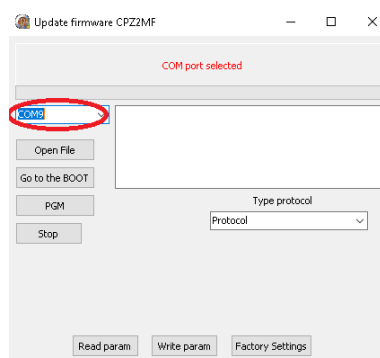 Update firmware CPZ2MF
COM port selected
COM9
Open File
Go to the BOOT
PGM
Type protocol
Protocol
Stop
Read param Write param Factory Settings